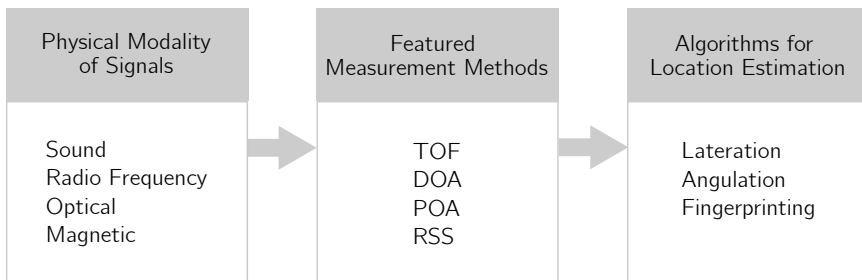 Physical Modality
of Signals
Sound
Radio Frequency
Optical
Magnetic
Featured
Measurement Methods
TOF
DOA
POA
RSS
Algorithms for
Location Estimation
Lateration
Angulation
Fingerprinting